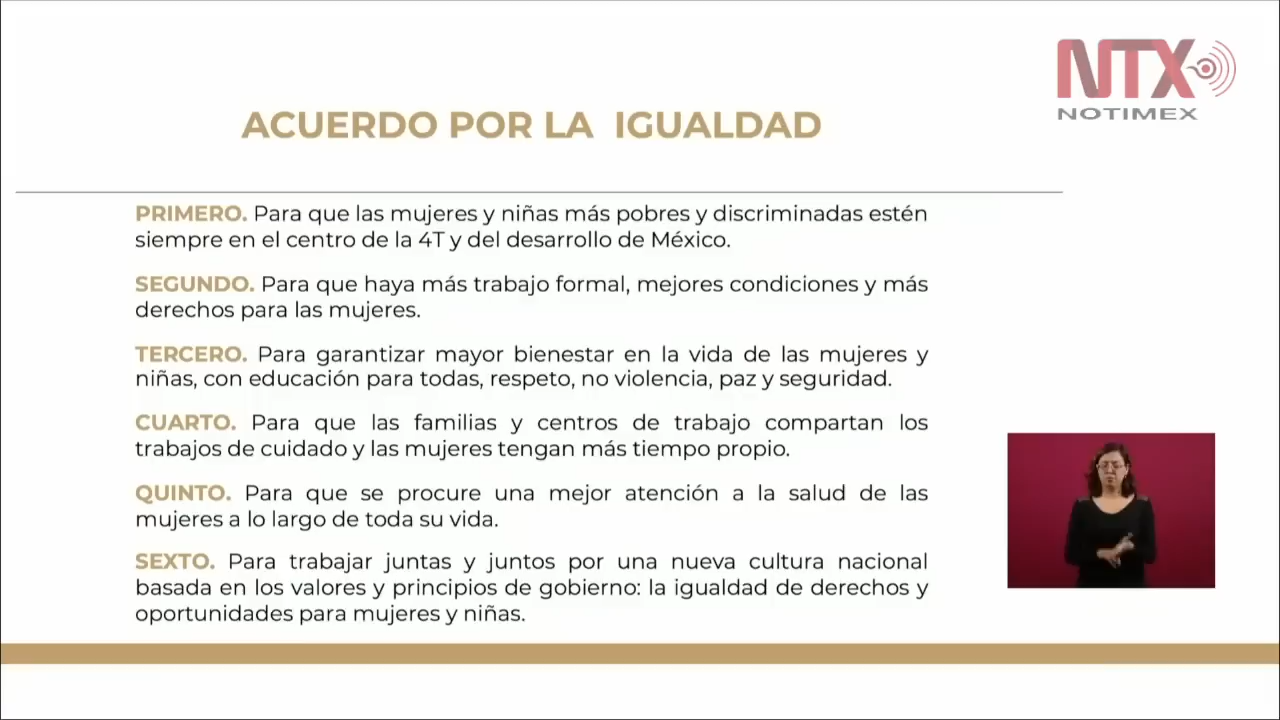 NTX
NOTIMEX
ACUERDO POR LA IGUALDAD
PRIMERO. Para que las mujeres y niñas más pobres y discriminadas estén
siempre en el centro de la 4T y del desarrollo de México.
SEGUNDO. Para que haya más trabajo formal, mejores condiciones y más
derechos para las mujeres.
TERCERO. Para garantizar mayor bienestar en la vida de las mujeres y
niñas, con educación para todas, respeto, no violencia, paz y seguridad.
CUARTO. Para que las familias y centros de trabajo compartan los
trabajos de cuidado y las mujeres tengan más tiempo propio.
QUINTO. Para que se procure una mejor atención a la salud de las
mujeres a lo largo de toda su vida.
SEXTO. Para trabajar juntas y juntos por una nueva cultura nacional
basada en los valores y principios de gobierno: la igualdad de derechos y
oportunidades para mujeres y niñas.